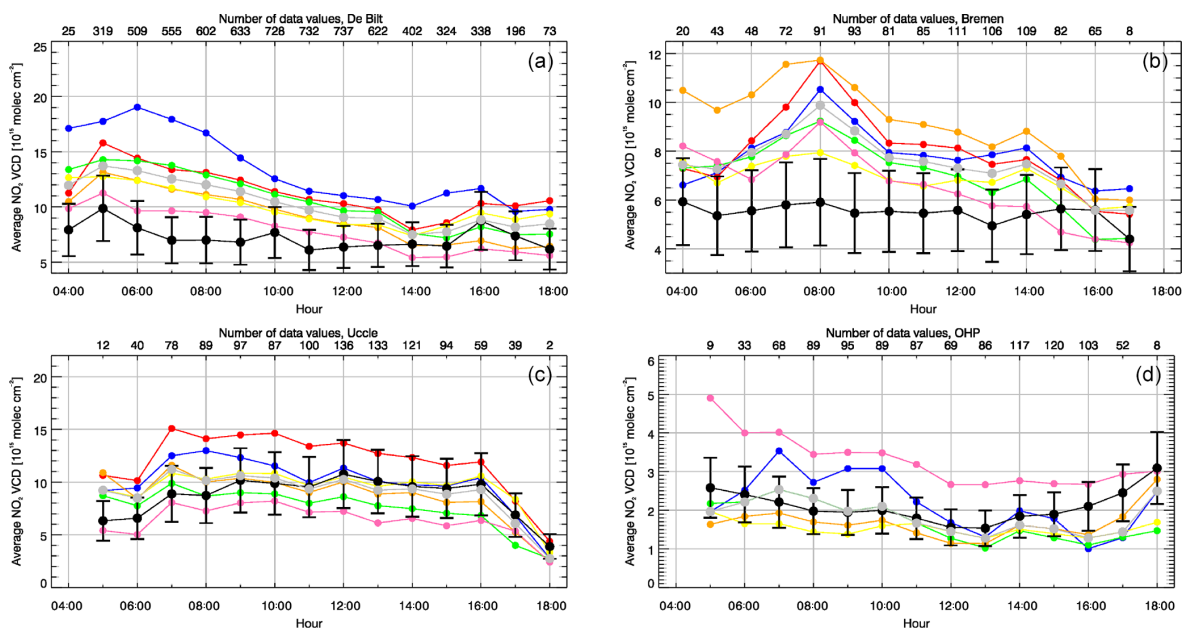 Number of data values, De Bilt
25 319 509 555 602 633 728 732 737 622 402 324 338 196 73
(a)
25
20
15
10
5
Average NO₂ VCD [10¹⁵ molec cm⁻²]
04:00 06:00 08:00 10:00 12:00 14:00 16:00 18:00
Hour
Number of data values, Bremen
20 43 48 72 91 93 81 85 111 106 109 82 65 8
(b)
12
10
8
6
4
Average NO₂ VCD [10¹⁵ molec cm⁻²]
04:00 06:00 08:00 10:00 12:00 14:00 16:00 18:00
Hour
Number of data values, Uccle
12 40 78 89 97 87 100 136 133 121 94 59 39 2
(c)
20
15
10
5
0
Average NO₂ VCD [10¹⁵ molec cm⁻²]
04:00 06:00 08:00 10:00 12:00 14:00 16:00 18:00
Hour
Number of data values, OHP
9 33 68 89 95 89 87 69 86 117 120 103 52 8
(d)
6
5
4
3
2
1
0
Average NO₂ VCD [10¹⁵ molec cm⁻²]
04:00 06:00 08:00 10:00 12:00 14:00 16:00 18:00
Hour